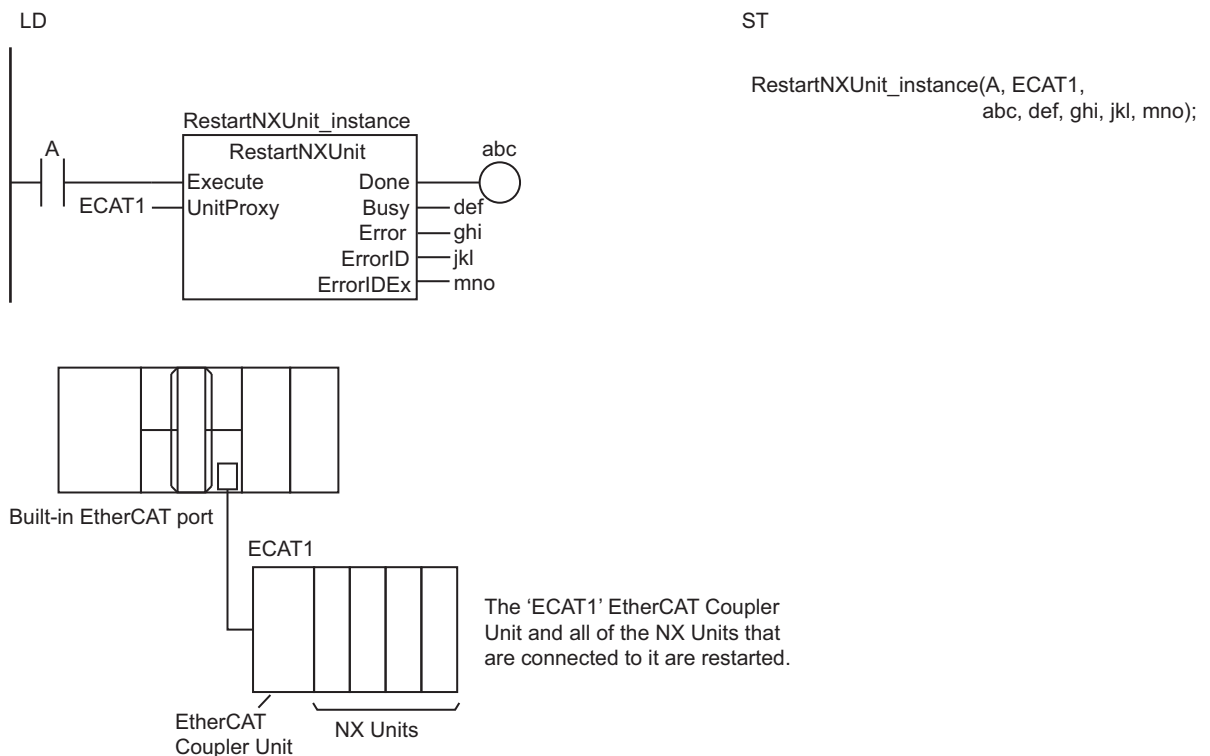 LD
ST
RestartNXUnit_instance(A, ECAT1,
abc, def, ghi, jkl, mno);
RestartNXUnit_instance
A
RestartNXUnit
abc
Execute
Done
ECAT1
UnitProxy
Busy
def
Error
ghi
ErrorID
jkl
ErrorIDEx
mno
Built-in EtherCAT port
ECAT1
The ‘ECAT1’ EtherCAT Coupler
Unit and all of the NX Units that
are connected to it are restarted.
EtherCAT
Coupler Unit
NX Units